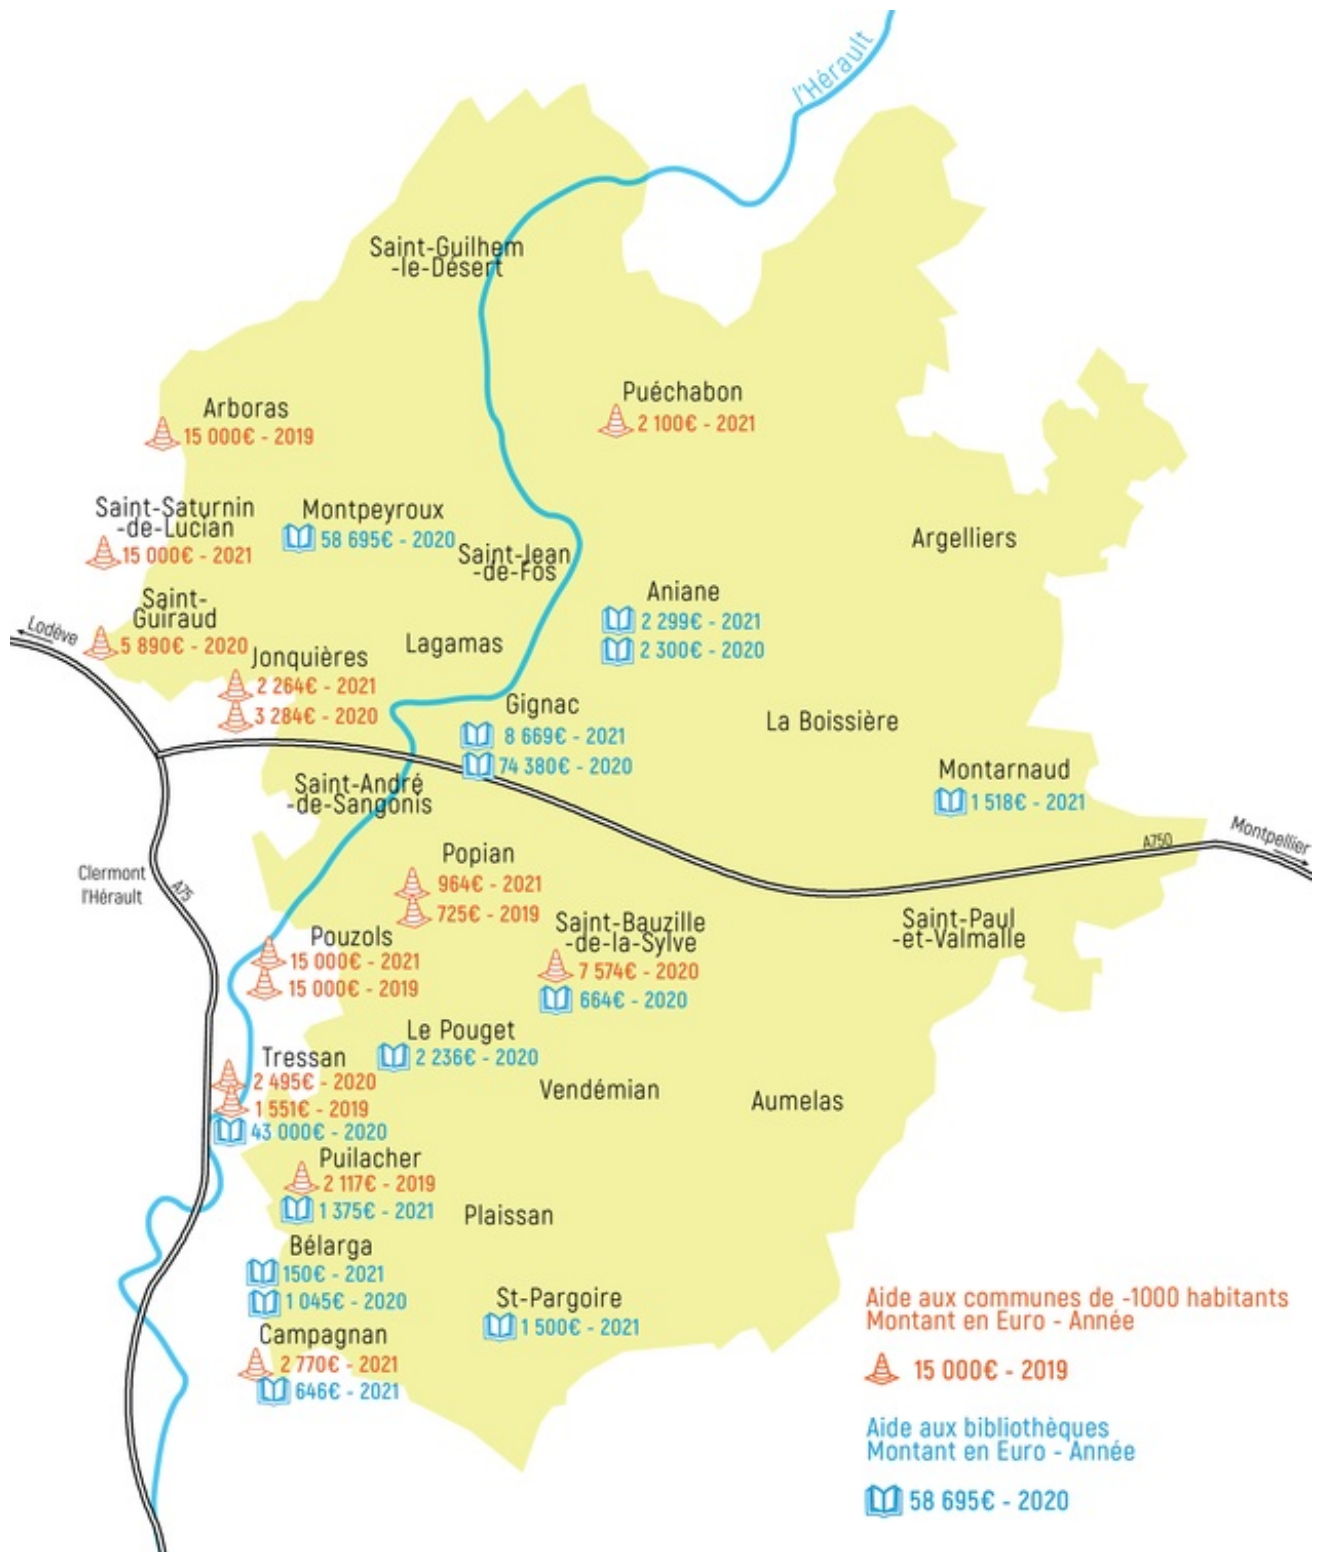 l'Hérault
Saint-Guilhem
-le-Désert
Puéchabon
2 100€ - 2021
Arboras
15 000€ - 2019
Saint-Saturnin
-de-Lucian
15 000€ - 2021
Montpeyroux
58 695€ - 2020
Saint-Jean
-de-Fos
Argelliers
Saint-
Guiraud
5 890€ - 2020
Aniane
2 299€ - 2021
2 300€ - 2020
Lodève
Jonquières
2 264€ - 2021
3 284€ - 2020
Lagamas
Gignac
8 669€ - 2021
74 380€ - 2020
La Boissière
Montarnaud
1 518€ - 2021
Saint-André
-de-Sangonis
A750
Montpellier
Clermont
l'Hérault
A75
Popian
964€ - 2021
725€ - 2019
Saint-Bauzille
-de-la-Sylve
7 574€ - 2020
664€ - 2020
Saint-Paul
-et-Valmalle
Pouzols
15 000€ - 2021
15 000€ - 2019
Le Pouget
2 236€ - 2020
Tressan
2 495€ - 2020
1 551€ - 2019
43 000€ - 2020
Vendémian
Aumelas
Puilacher
2 117€ - 2019
1 375€ - 2021
Plaissan
Bélarga
150€ - 2021
1 045€ - 2020
St-Pargoire
1 500€ - 2021
Campagnan
2 770€ - 2021
646€ - 2021
Aide aux communes de -1000 habitants
Montant en Euro - Année
15 000€ - 2019
Aide aux bibliothèques
Montant en Euro - Année
58 695€ - 2020